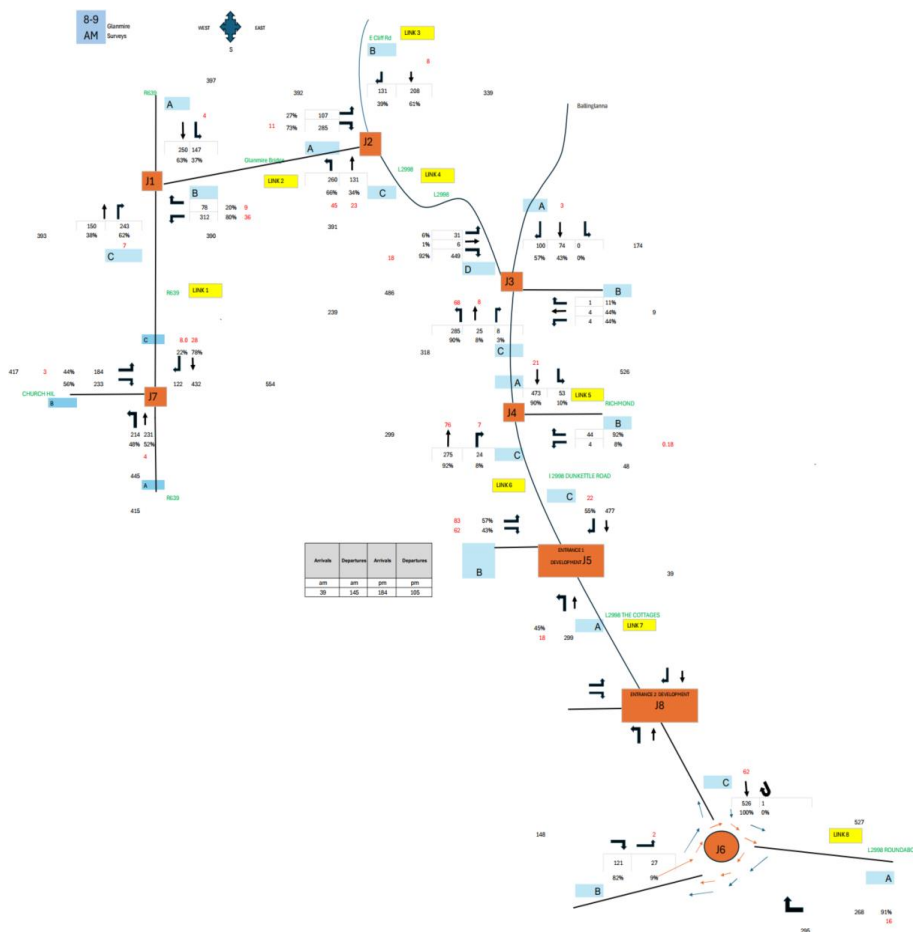 8-9 AM
Glanmire Surveys
WEST
EAST
S
E Cliff Rd
LINK 3
B
8
397
392
131 208
39% 61%
339
Ballinglanna
R639
A
4
27% 107
11 73% 285
250 147
63% 37%
J2
A
Glanmire Bridge
LINK 2
L2998
LINK 4
J1
260 131
66% 34%
45 23
C
L2998
B
78 20% 9
312 80% 36
150 243
38% 62%
7
C
393
390
391
A
3
6% 31
1% 6
92% 449
18
D
100 74 0
57% 43% 0%
174
J3
B
R639
LINK 1
486
239
68 8
1 11%
4 44%
4 44%
9
285 25 8
90% 8% 3%
C
318
C
8.8 28
22% 78%
417
2 44% 184
56% 233
122 432
554
CHURCH HIL
B
J7
A
21
473 53
90% 10%
LINK 5
526
RICHMOND
J4
B
214 231
48% 52%
4
299
76 7
275 24
92% 8%
C
44 92%
4 8%
0.18
48
445
A
R639
415
LINK 6
L2998 DUNKETTLE ROAD
C
22
55% 477
83 57%
62 43%
B
ENTRANCE 1 DEVELOPMENT J5
39
Arrivals Departures Arrivals Departures
am am pm pm
39 145 184 105
L2998 THE COTTAGES
45%
18 299
A
LINK 7
ENTRANCE 2 DEVELOPMENT
J8
C
62
526 1
100% 0%
527
148
2
121 27
82% 9%
B
J6
LINK 8
L2998 ROUNDABO
A
268 91%
16
295